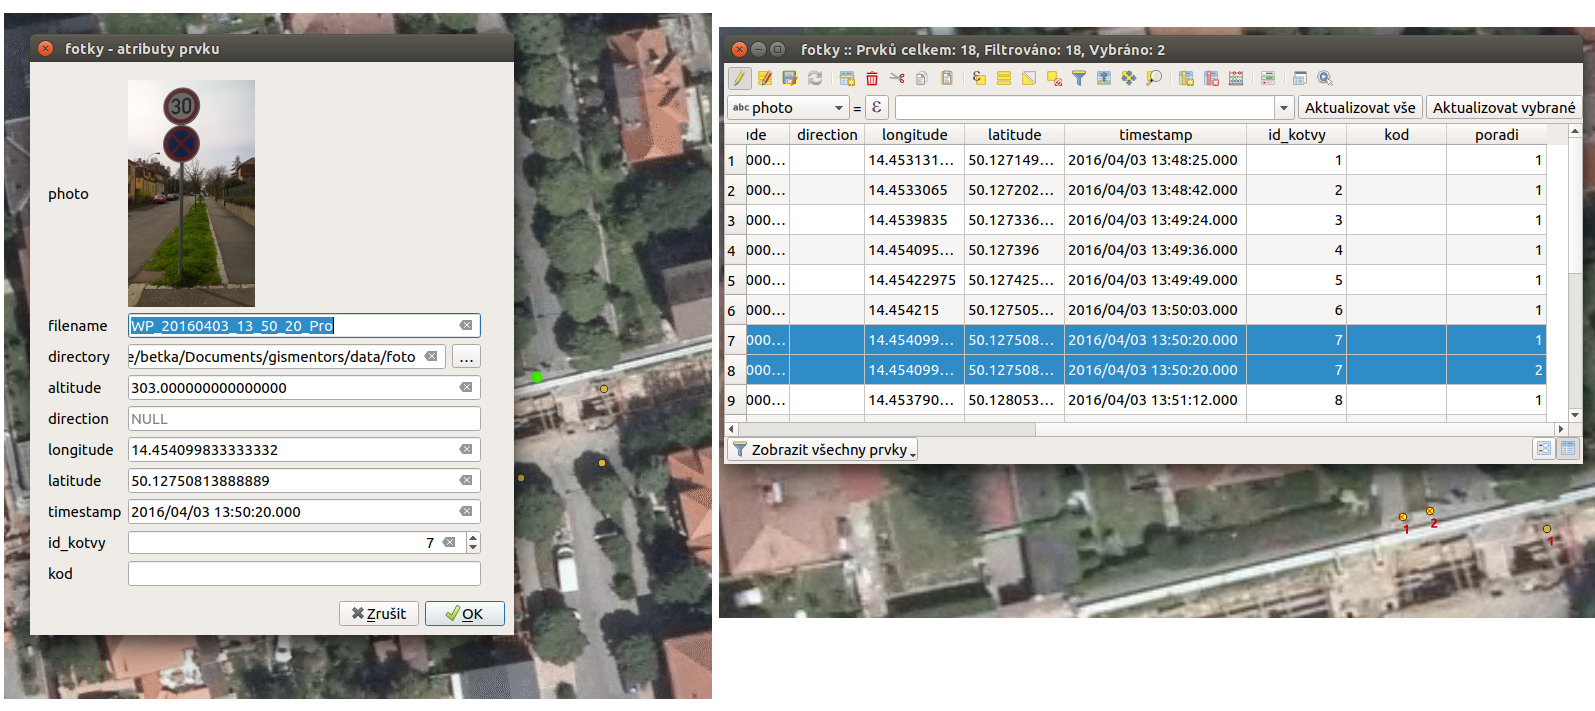 fotky - atributy prvku
30
photo
filename WP_20160403_13_50_20_Pro
directory e/betka/Documents/gismentors/data/foto ...
altitude 303.000000000000000
direction NULL
longitude 14.454099833333332
latitude 50.12750813888889
timestamp 2016/04/03 13:50:20.000
id_kotvy 7
kod
Zrušit OK
fotky :: Prvků celkem: 18, Filtrováno: 18, Vybráno: 2
abc photo = ε Aktualizovat vše Aktualizovat vybrané
ide direction longitude latitude timestamp id_kotvy kod poradi
1 000... 14.453131... 50.127149... 2016/04/03 13:48:25.000 1 1
2 000... 14.4533065 50.127202... 2016/04/03 13:48:42.000 2 1
3 000... 14.4539835 50.127336... 2016/04/03 13:49:24.000 3 1
4 000... 14.454095... 50.127396 2016/04/03 13:49:36.000 4 1
5 000... 14.45422975 50.127425... 2016/04/03 13:49:49.000 5 1
6 000... 14.454215 50.127505... 2016/04/03 13:50:03.000 6 1
7 000... 14.454099... 50.127508... 2016/04/03 13:50:20.000 7 1
8 000... 14.454099... 50.127508... 2016/04/03 13:50:20.000 7 2
9 000... 14.453790... 50.128053... 2016/04/03 13:51:12.000 8 1
Zobrazit všechny prvky
1 2 1